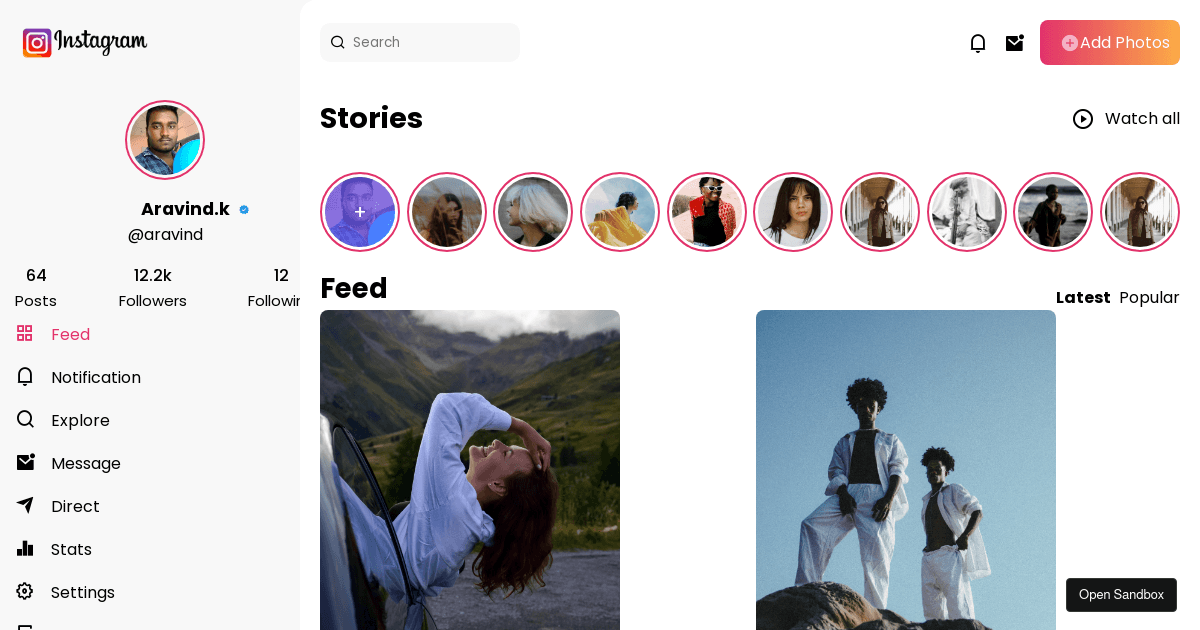 Instagram
Search
Add Photos
Stories
Watch all
Aravind.k
@aravind
64 12.2k 12
Posts Followers Followin
Feed
Latest Popular
Feed
Notification
Explore
Message
Direct
Stats
Settings
Open Sandbox